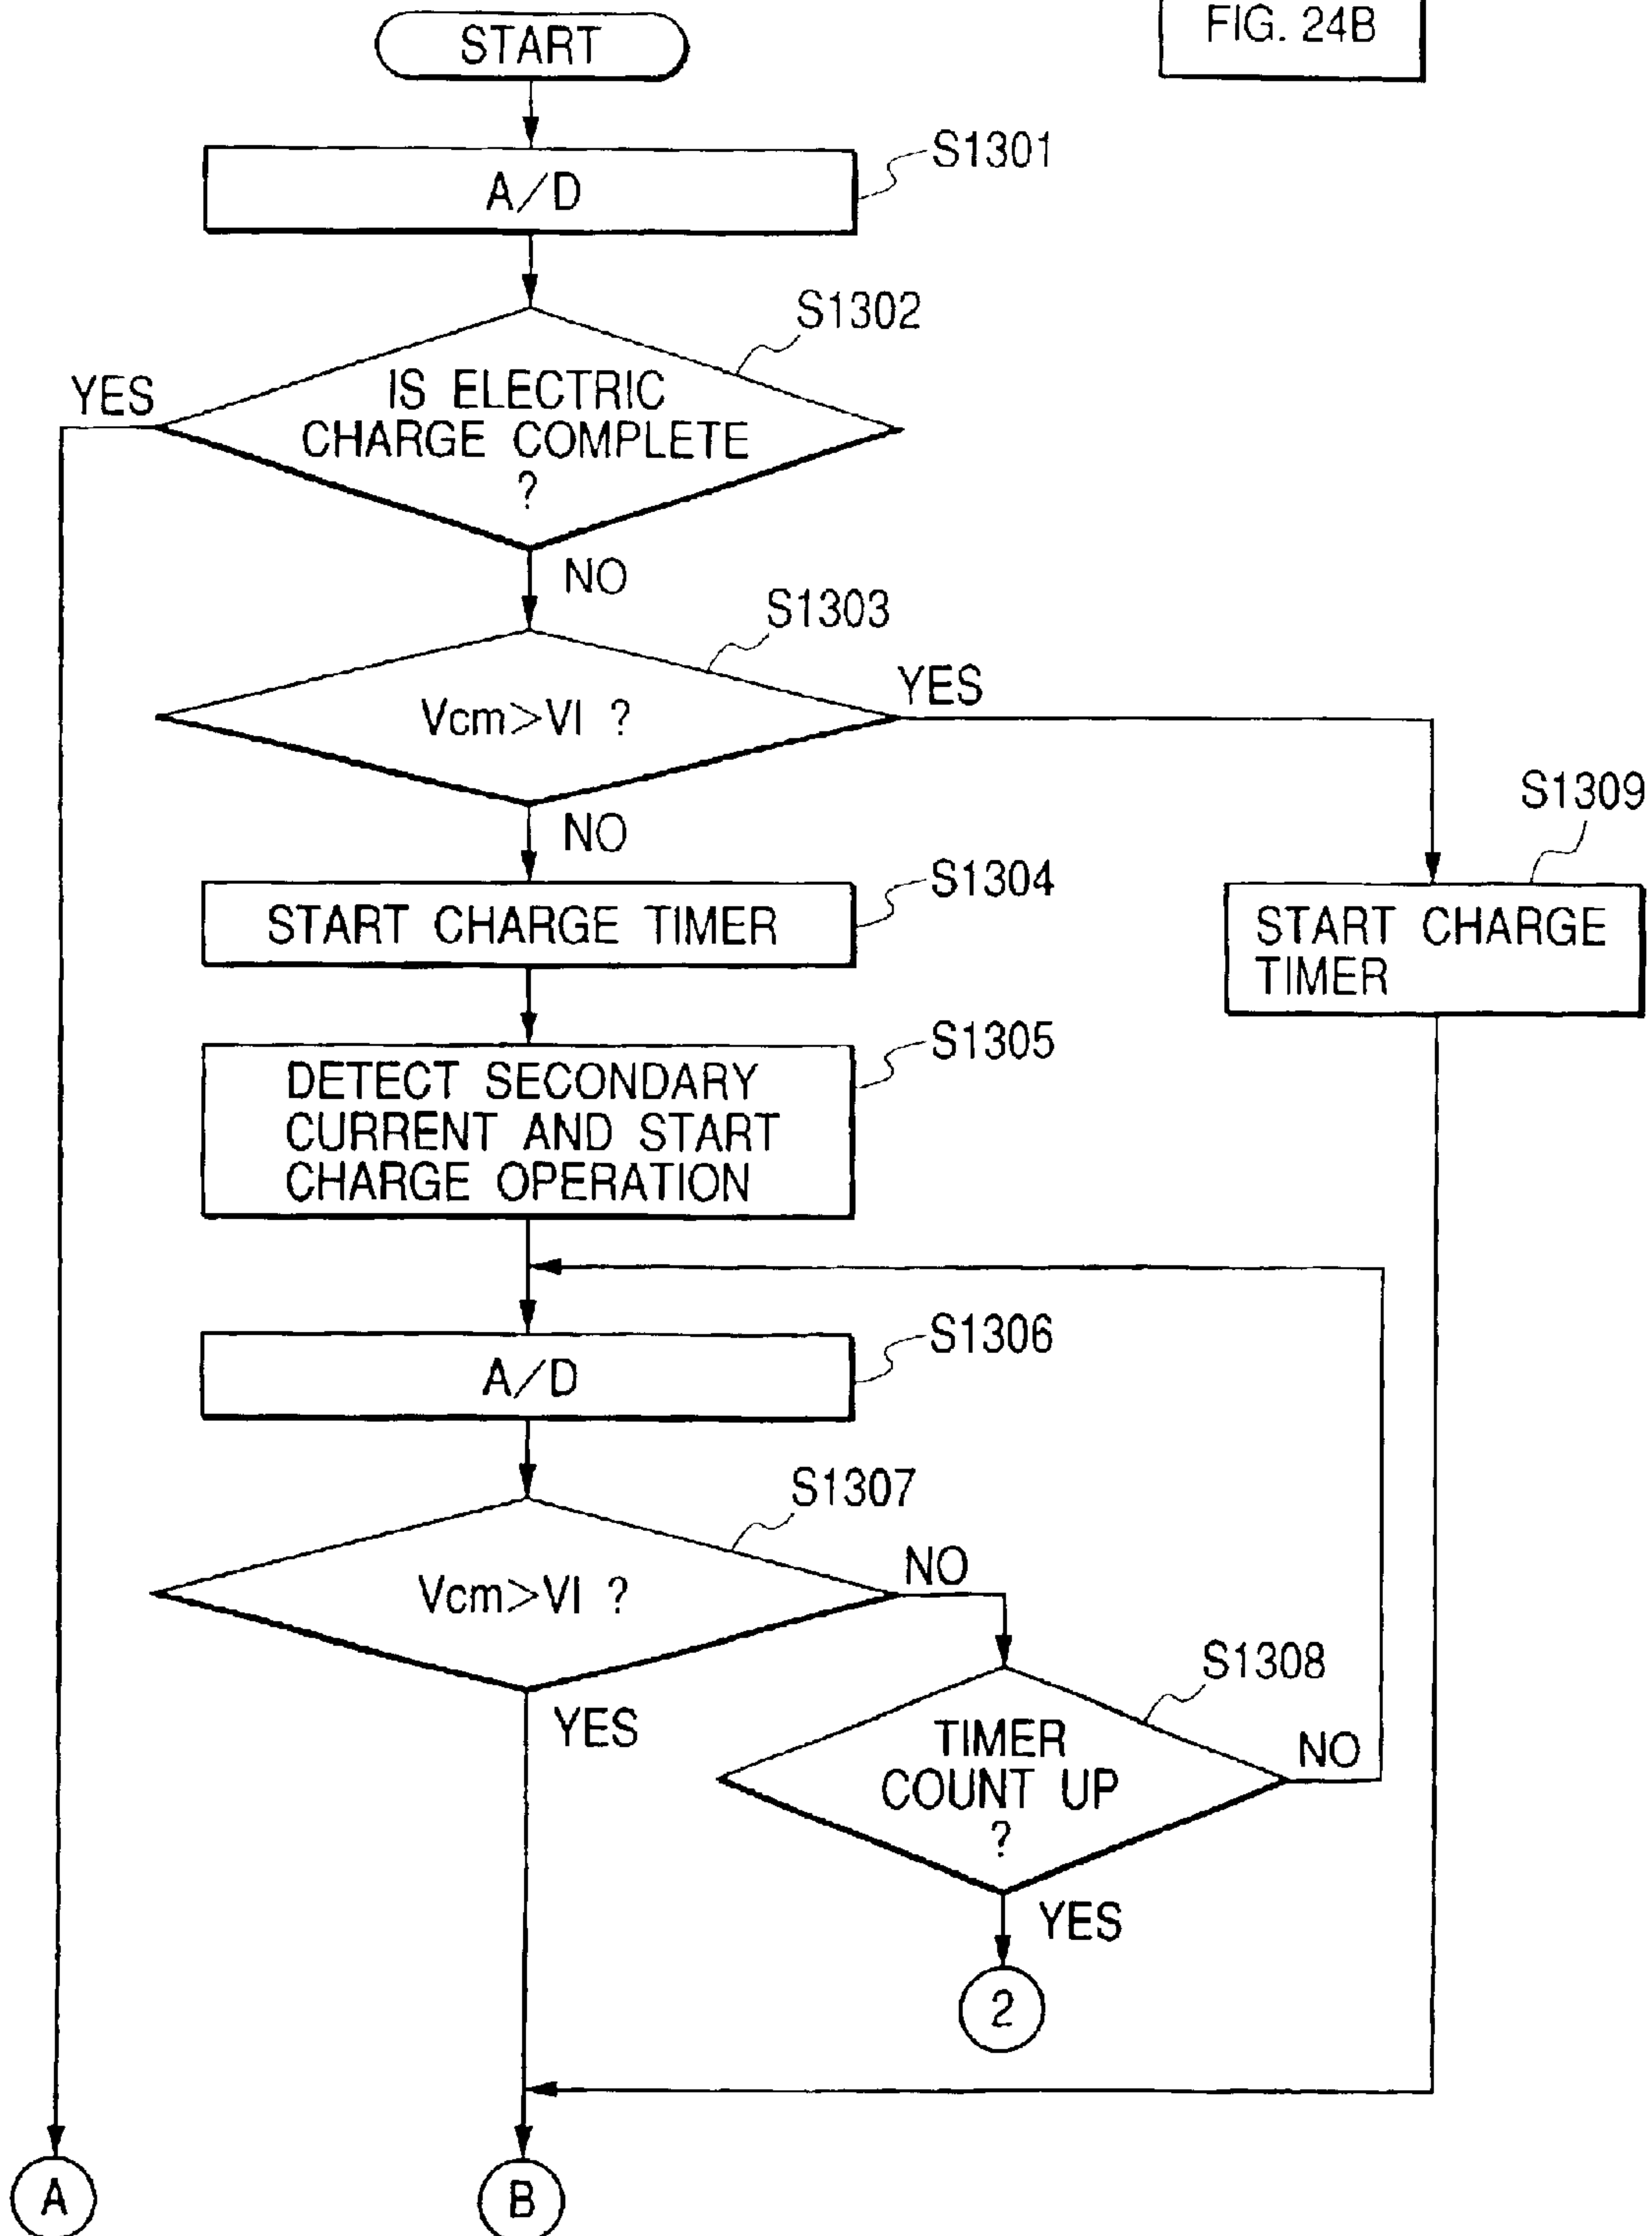 FIG. 24B
START
S1301
A/D
S1302
YES
IS ELECTRIC
CHARGE COMPLETE
?
NO
S1303
YES
Vcm>VI ?
NO
S1309
S1304
START CHARGE TIMER
START CHARGE
TIMER
S1305
DETECT SECONDARY
CURRENT AND START
CHARGE OPERATION
S1306
A/D
S1307
NO
Vcm>VI ?
YES
S1308
TIMER
COUNT UP
?
NO
YES
2
A
B